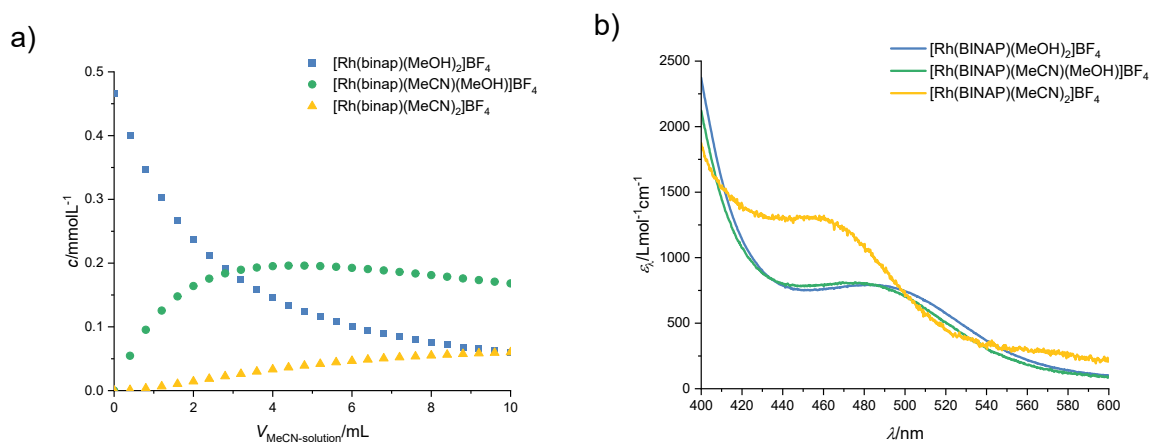 a)
[Rh(binap)(MeOH)₂]BF₄
[Rh(binap)(MeCN)(MeOH)]BF₄
[Rh(binap)(MeCN)₂]BF₄
c/mmolL⁻¹
0.5
0.4
0.3
0.2
0.1
0.0
0 2 4 6 8 10
V_MeCN-solution/mL
b)
[Rh(BINAP)(MeOH)₂]BF₄
[Rh(BINAP)(MeCN)(MeOH)]BF₄
[Rh(BINAP)(MeCN)₂]BF₄
ε_λ/Lmol⁻¹cm⁻¹
2500
2000
1500
1000
500
0
400 420 440 460 480 500 520 540 560 580 600
λ/nm